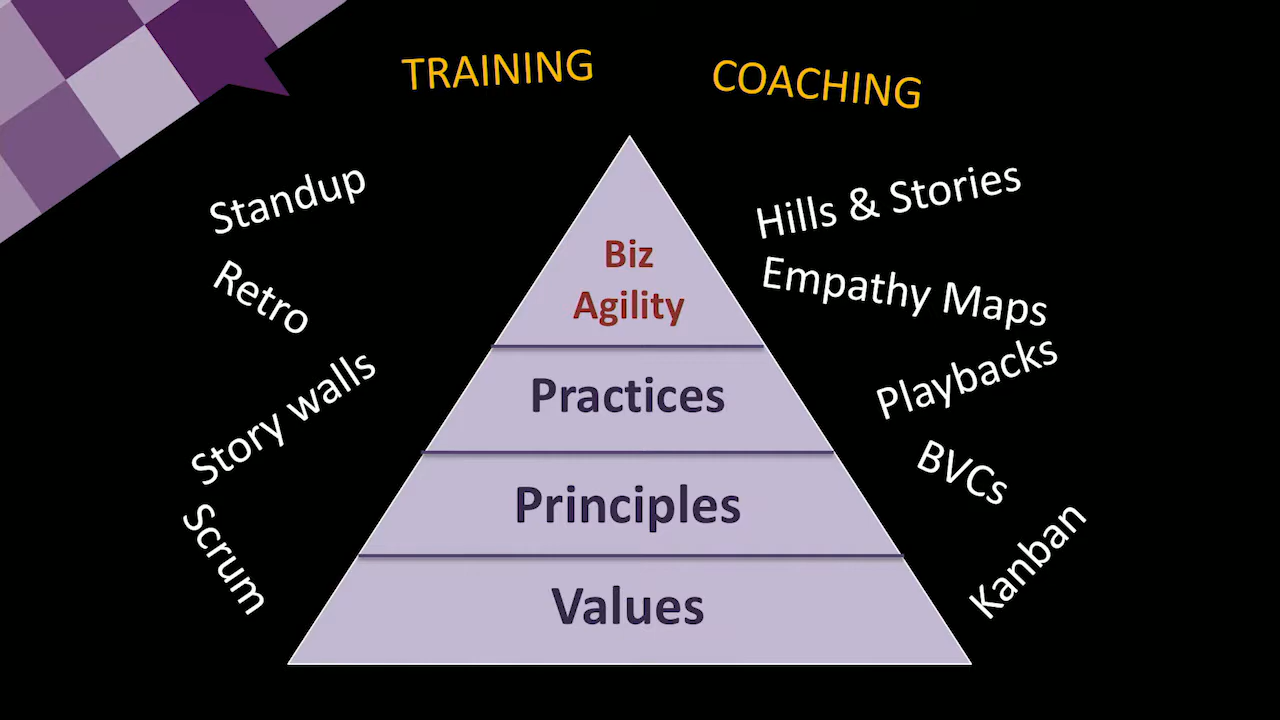 TRAINING
COACHING
Standup
Retro
Story walls
Scrum
Biz
Agility
Practices
Principles
Values
Hills & Stories
Empathy Maps
Playbacks
BVCs
Kanban